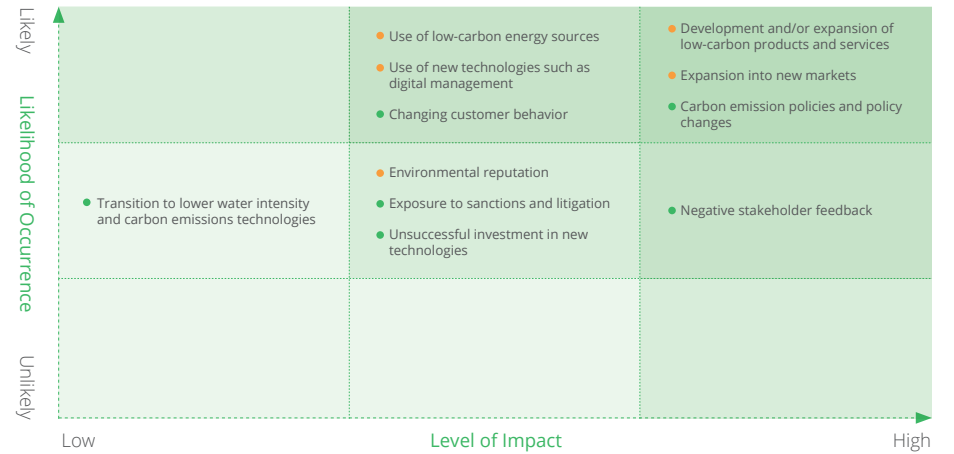 Likely
Likelihood of Occurrence
Unlikely
Use of low-carbon energy sources
Use of new technologies such as
digital management
Changing customer behavior
Development and/or expansion of
low-carbon products and services
Expansion into new markets
Carbon emission policies and policy
changes
Transition to lower water intensity
and carbon emissions technologies
Environmental reputation
Exposure to sanctions and litigation
Unsuccessful investment in new
technologies
Negative stakeholder feedback
Low
Level of Impact
High